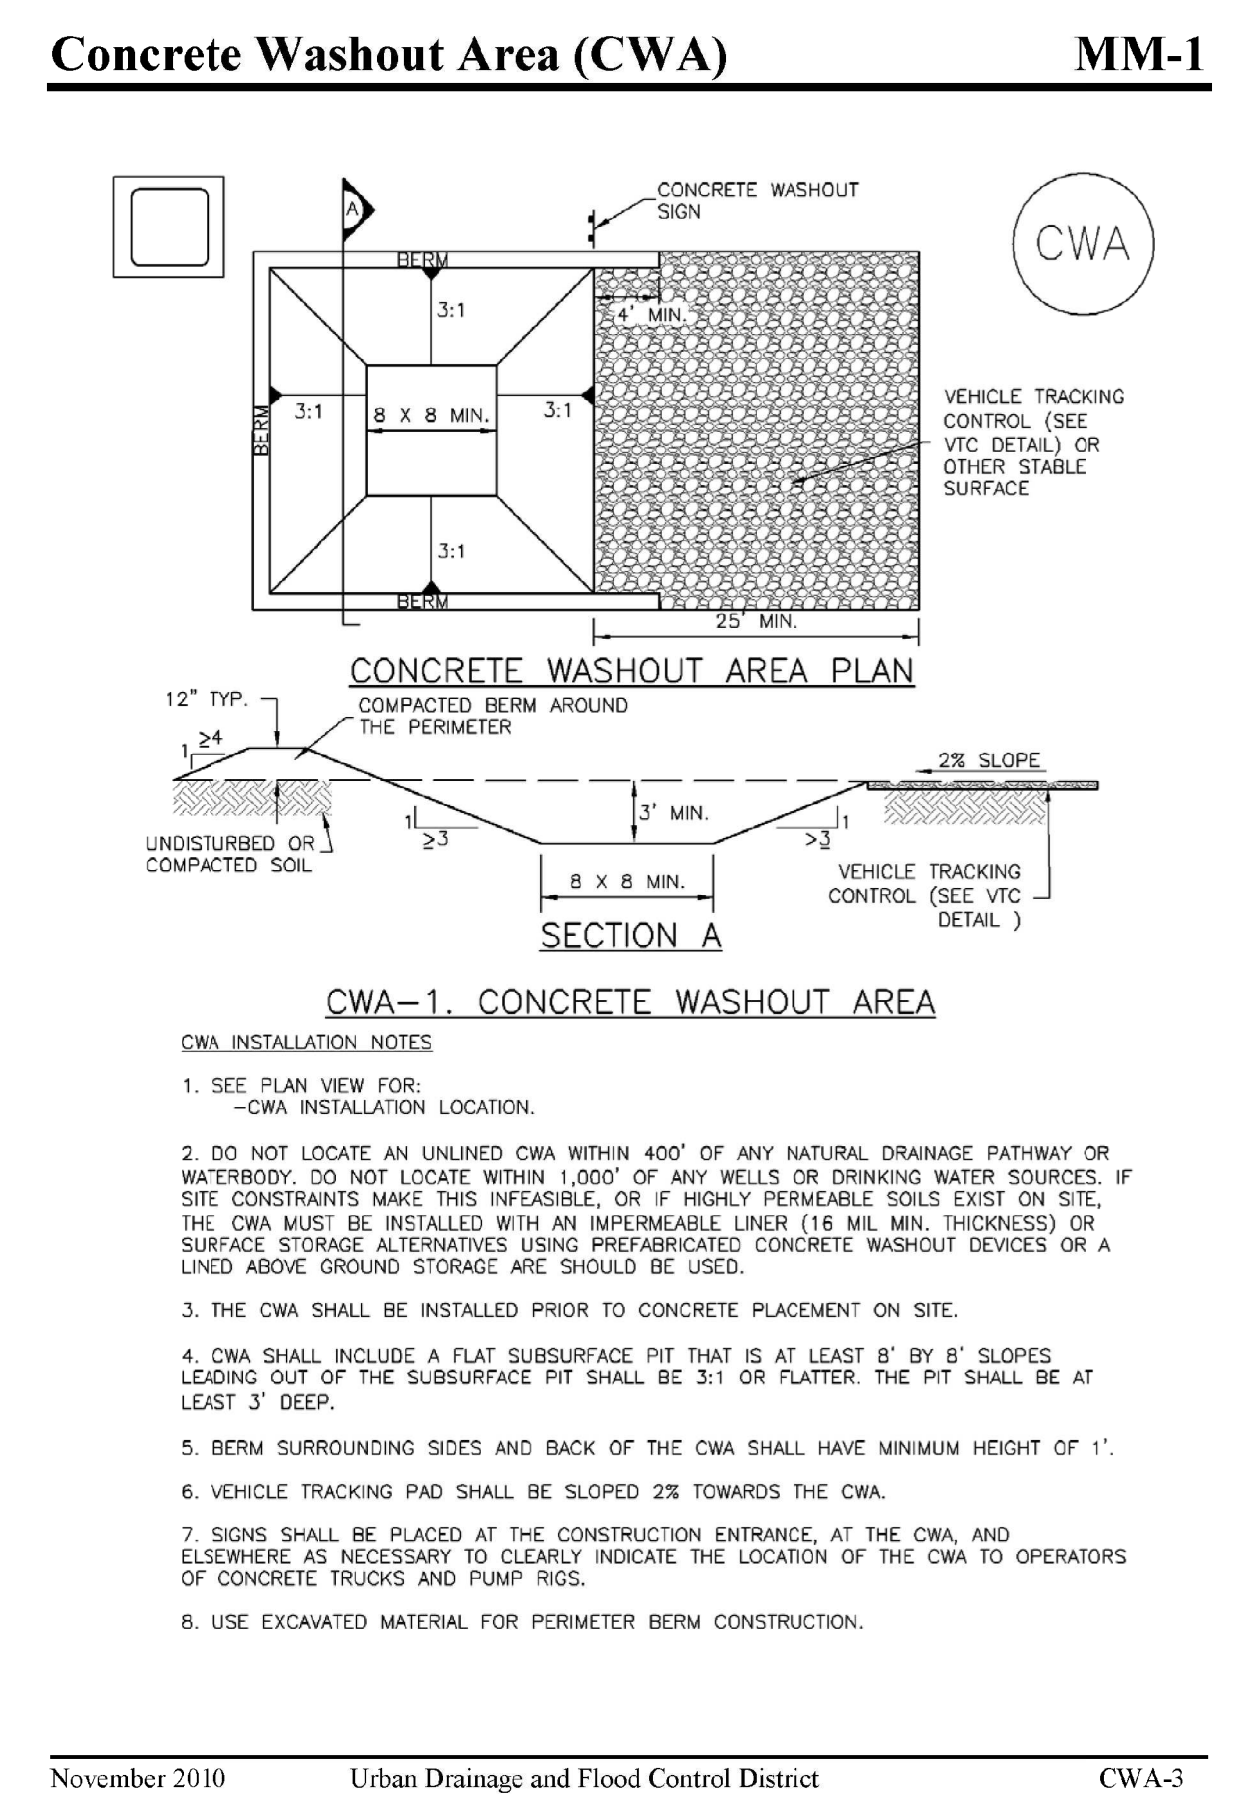 Concrete Washout Area (CWA) MM-1
CONCRETE WASHOUT
SIGN
A
CWA
BERM
3:1
4' MIN.
VEHICLE TRACKING
CONTROL (SEE
VTC DETAIL) OR
OTHER STABLE
SURFACE
BERM
3:1
8 X 8 MIN.
3:1
3:1
BERM
25' MIN.
CONCRETE WASHOUT AREA PLAN
12" TYP.
COMPACTED BERM AROUND
THE PERIMETER
1
≥4
2% SLOPE
3' MIN.
1
≥3
1
≥3
UNDISTURBED OR
COMPACTED SOIL
8 X 8 MIN.
VEHICLE TRACKING
CONTROL (SEE VTC
DETAIL )
SECTION A
CWA-1. CONCRETE WASHOUT AREA
CWA INSTALLATION NOTES
1. SEE PLAN VIEW FOR:
-CWA INSTALLATION LOCATION.
2. DO NOT LOCATE AN UNLINED CWA WITHIN 400' OF ANY NATURAL DRAINAGE PATHWAY OR
WATERBODY. DO NOT LOCATE WITHIN 1,000' OF ANY WELLS OR DRINKING WATER SOURCES. IF
SITE CONSTRAINTS MAKE THIS INFEASIBLE, OR IF HIGHLY PERMEABLE SOILS EXIST ON SITE,
THE CWA MUST BE INSTALLED WITH AN IMPERMEABLE LINER (16 MIL MIN. THICKNESS) OR
SURFACE STORAGE ALTERNATIVES USING PREFABRICATED CONCRETE WASHOUT DEVICES OR A
LINED ABOVE GROUND STORAGE ARE SHOULD BE USED.
3. THE CWA SHALL BE INSTALLED PRIOR TO CONCRETE PLACEMENT ON SITE.
4. CWA SHALL INCLUDE A FLAT SUBSURFACE PIT THAT IS AT LEAST 8' BY 8' SLOPES
LEADING OUT OF THE SUBSURFACE PIT SHALL BE 3:1 OR FLATTER. THE PIT SHALL BE AT
LEAST 3' DEEP.
5. BERM SURROUNDING SIDES AND BACK OF THE CWA SHALL HAVE MINIMUM HEIGHT OF 1'.
6. VEHICLE TRACKING PAD SHALL BE SLOPED 2% TOWARDS THE CWA.
7. SIGNS SHALL BE PLACED AT THE CONSTRUCTION ENTRANCE, AT THE CWA, AND
ELSEWHERE AS NECESSARY TO CLEARLY INDICATE THE LOCATION OF THE CWA TO OPERATORS
OF CONCRETE TRUCKS AND PUMP RIGS.
8. USE EXCAVATED MATERIAL FOR PERIMETER BERM CONSTRUCTION.
November 2010 Urban Drainage and Flood Control District CWA-3